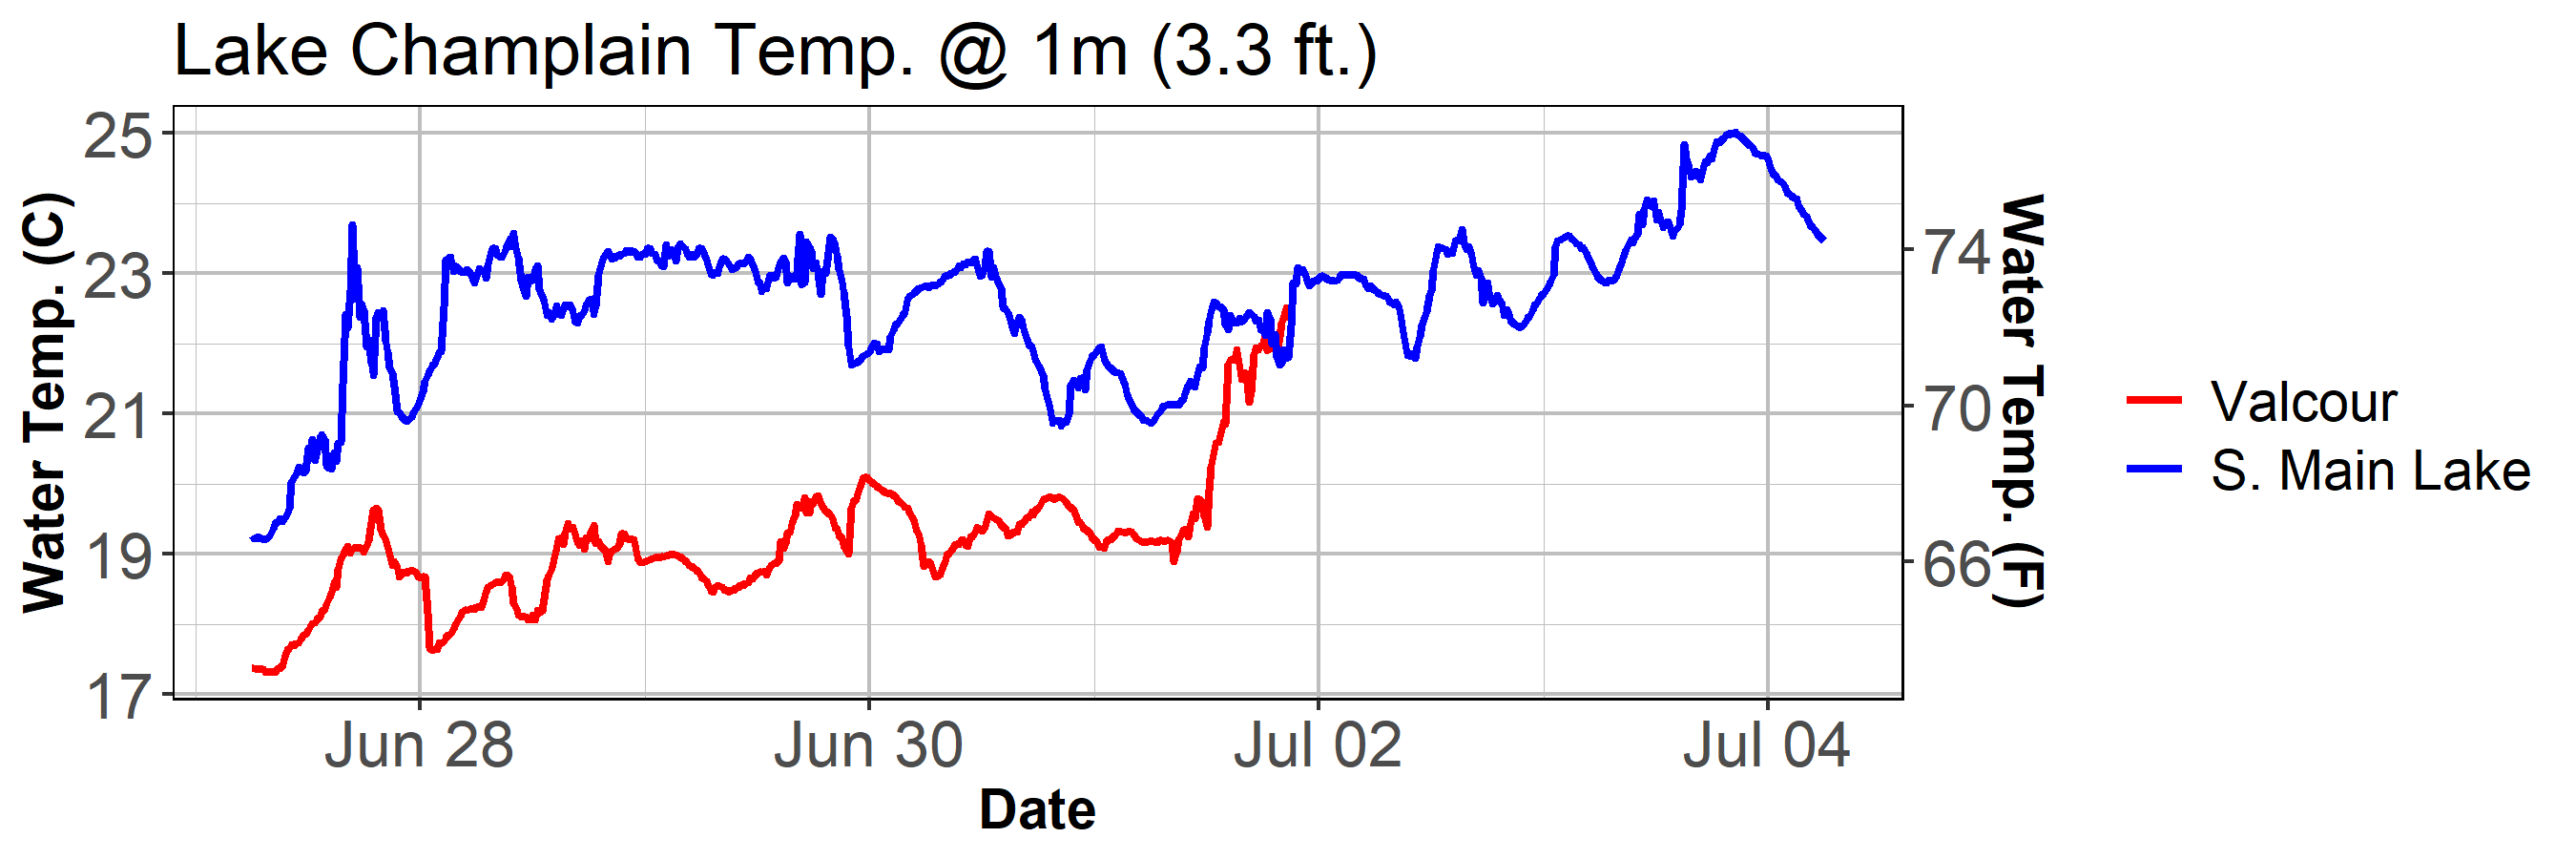 Lake Champlain Temp. @ 1m (3.3 ft.)
Water Temp. (C)
25
23
21
19
17
Jun 28
Jun 30
Jul 02
Jul 04
Date
74
70
66
Water Temp. (F)
Valcour
S. Main Lake